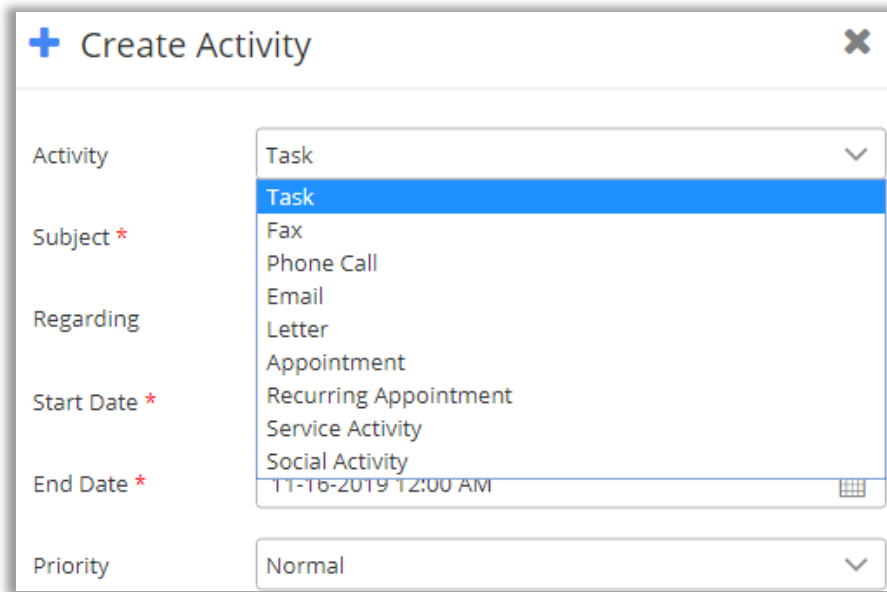 Create Activity
Activity
Task
Task
Subject *
Fax
Phone Call
Email
Regarding
Letter
Appointment
Start Date *
Recurring Appointment
Service Activity
Social Activity
End Date *
11-16-2019 12:00 AM
Priority
Normal